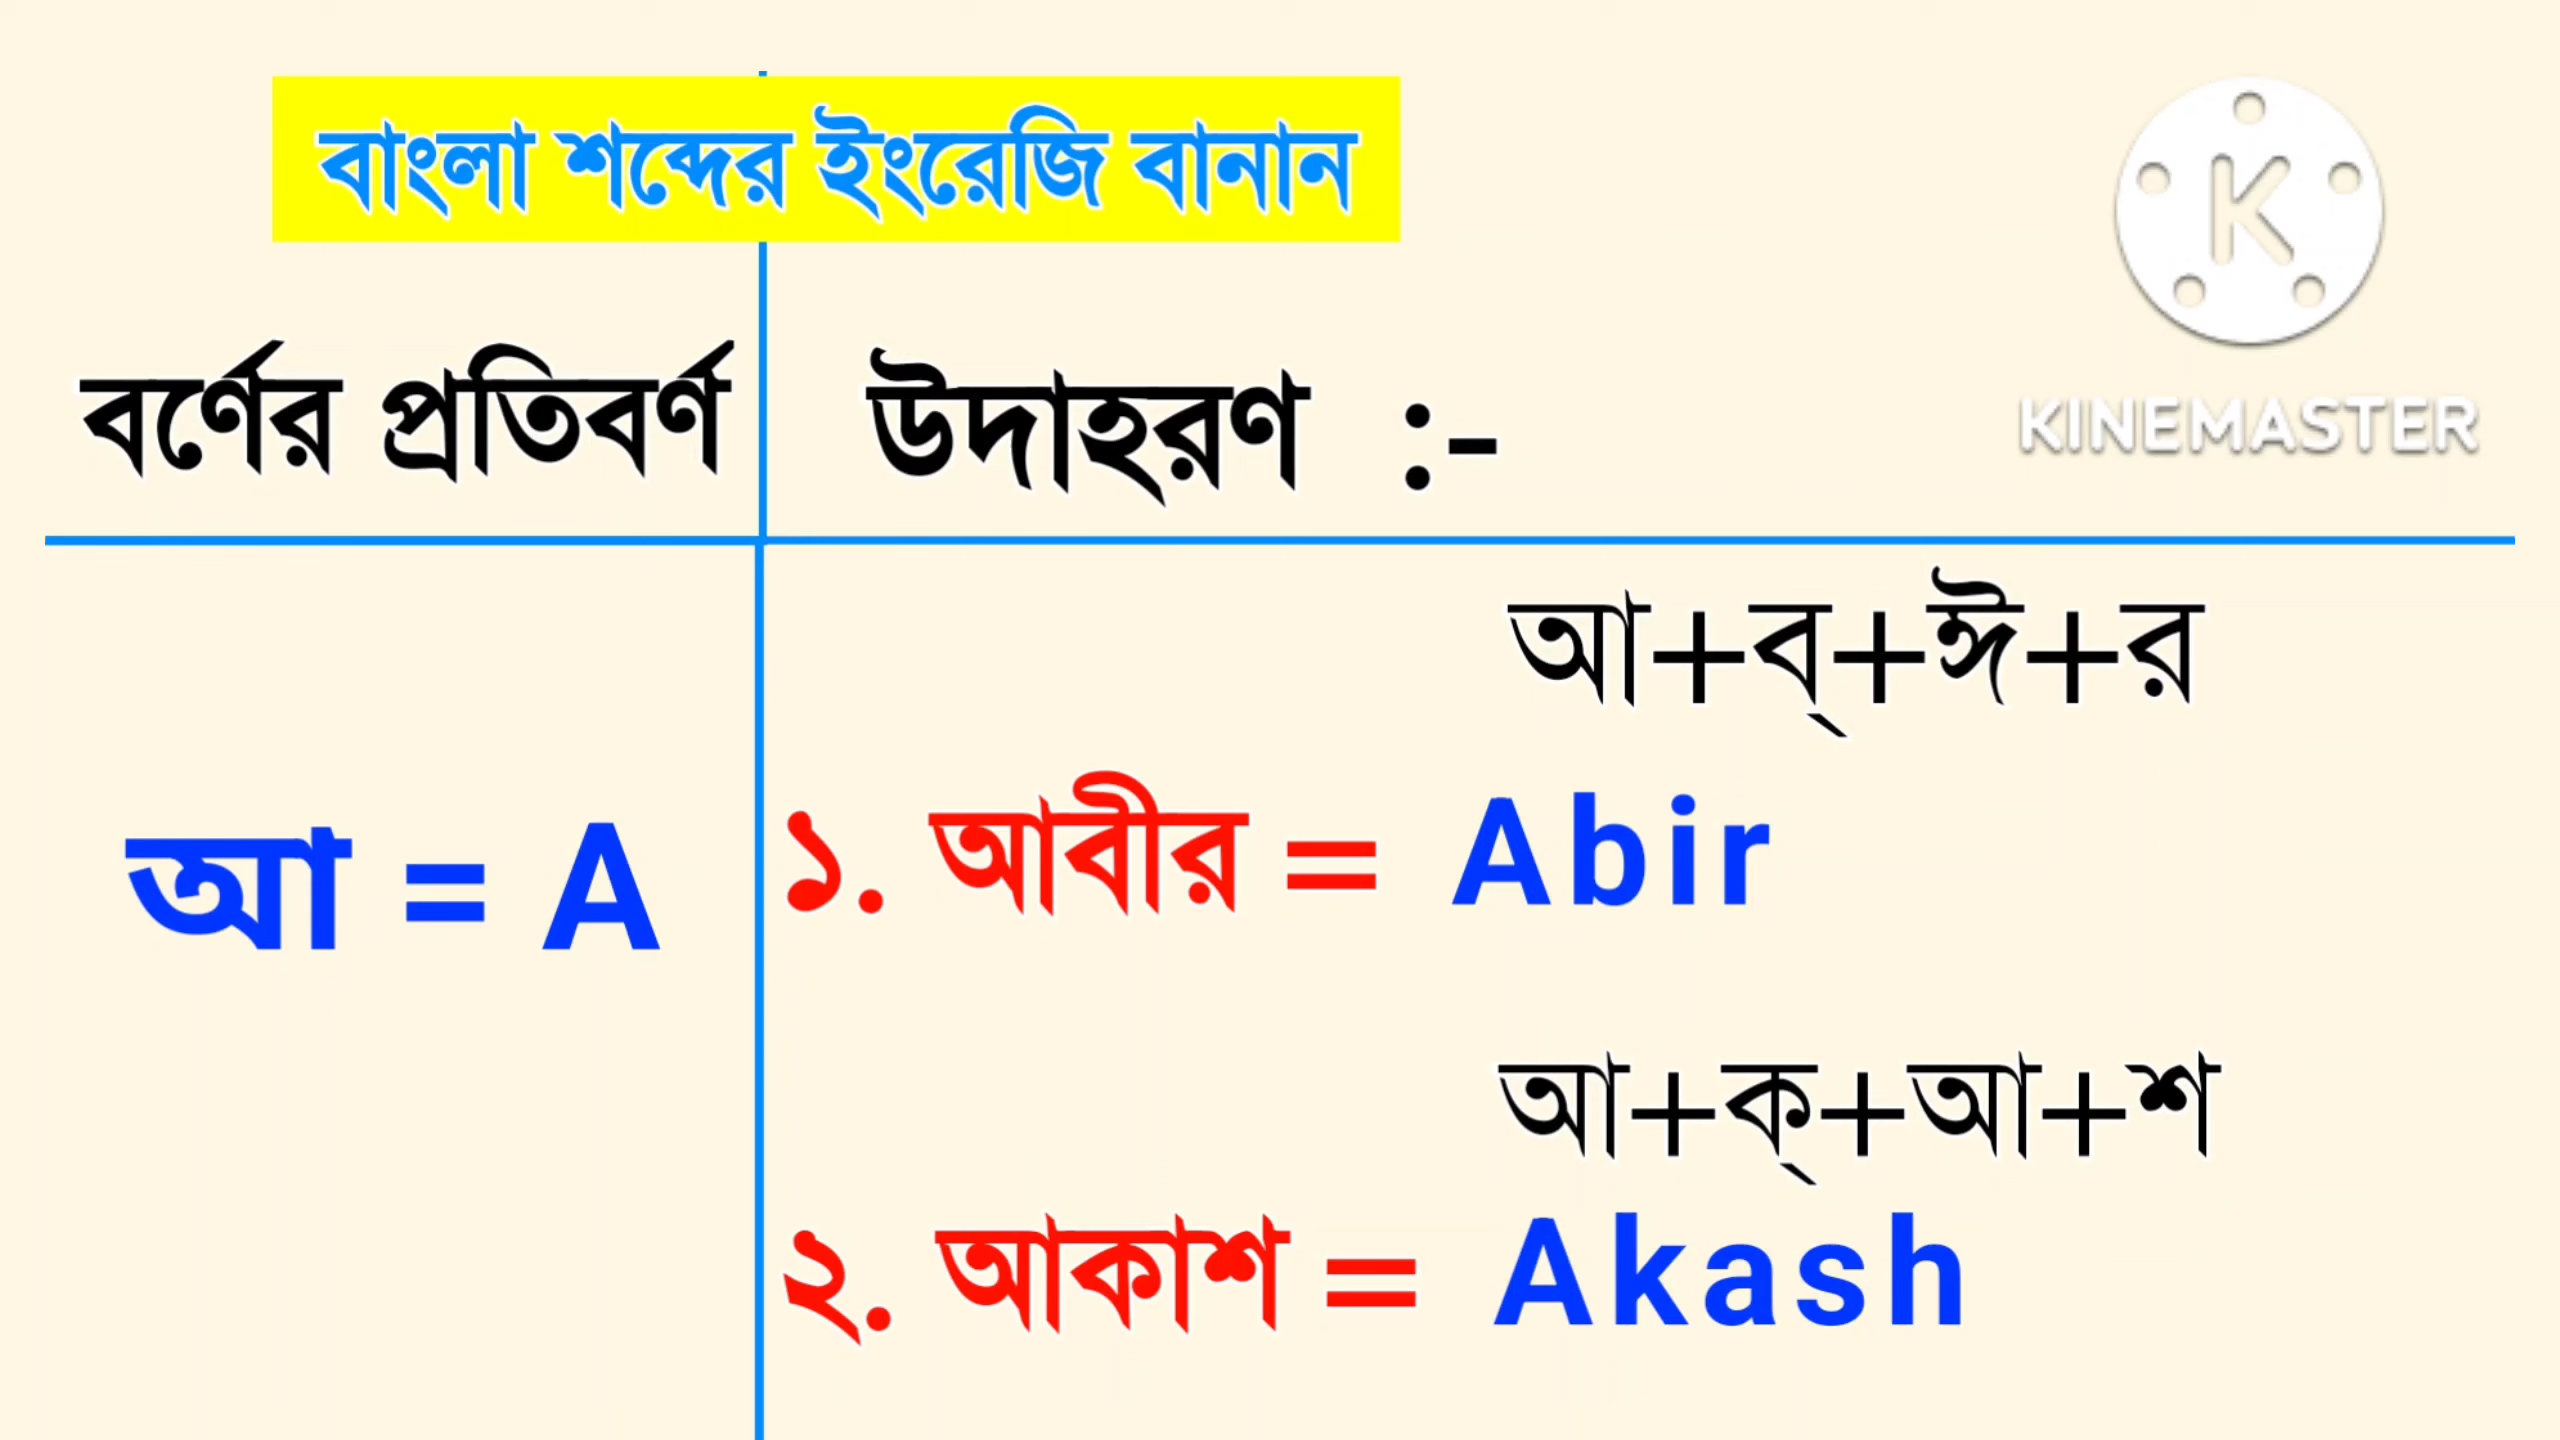 বাংলা শব্দের ইংরেজি বানান
KINEMASTER
বর্ণের প্রতিবর্ণ
উদাহরণ :-
আ = A
আ+ব্+ঈ+র
১. আবীর = Abir
আ+ক্+আ+শ
২. আকাশ = Akash